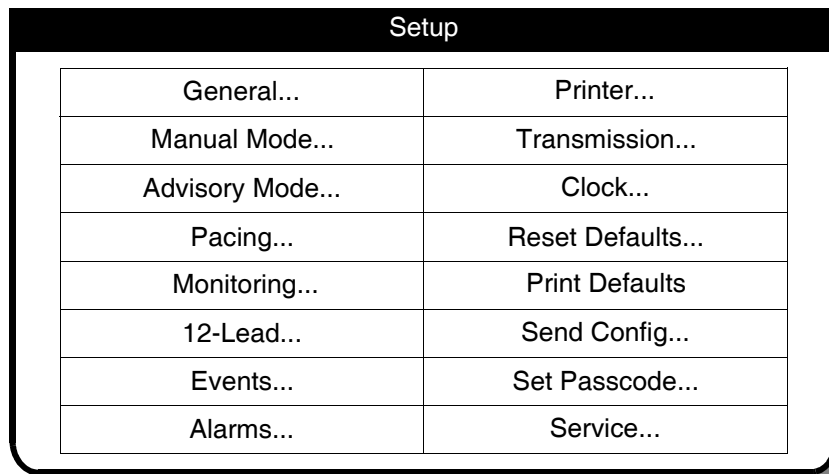 Setup
General... Printer...
Manual Mode... Transmission...
Advisory Mode... Clock...
Pacing... Reset Defaults...
Monitoring... Print Defaults
12-Lead... Send Config...
Events... Set Passcode...
Alarms... Service...